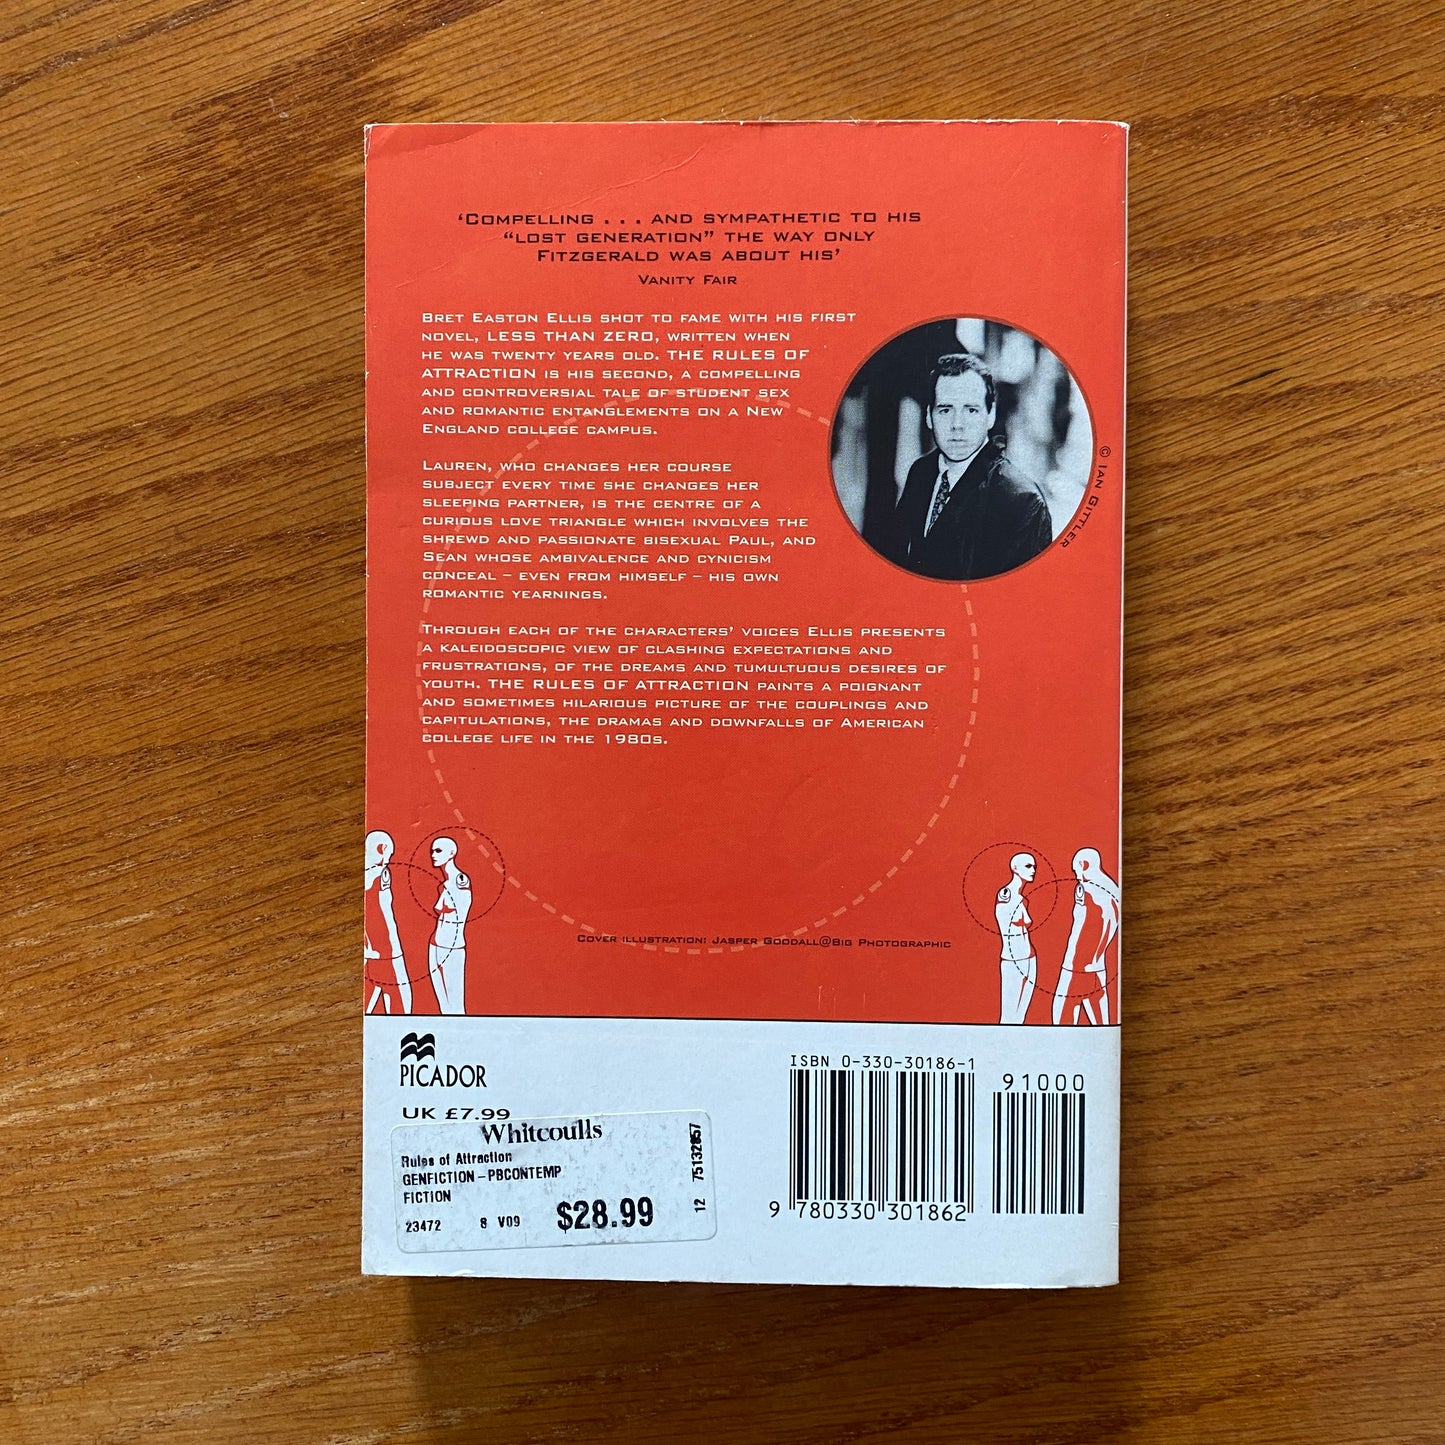 ‘COMPELLING . . . AND SYMPATHETIC TO HIS
“LOST GENERATION” THE WAY ONLY
FITZGERALD WAS ABOUT HIS’
VANITY FAIR
BRET EASTON ELLIS SHOT TO FAME WITH HIS FIRST
NOVEL, LESS THAN ZERO, WRITTEN WHEN
HE WAS TWENTY YEARS OLD. THE RULES OF
ATTRACTION IS HIS SECOND, A COMPELLING
AND CONTROVERSIAL TALE OF STUDENT SEX
AND ROMANTIC ENTANGLEMENTS ON A NEW
ENGLAND COLLEGE CAMPUS.
© IAN GITTLER
LAUREN, WHO CHANGES HER COURSE
SUBJECT EVERY TIME SHE CHANGES HER
SLEEPING PARTNER, IS THE CENTRE OF A
CURIOUS LOVE TRIANGLE WHICH INVOLVES THE
SHREWD AND PASSIONATE BISEXUAL PAUL, AND
SEAN WHOSE AMBIVALENCE AND CYNICISM
CONCEAL – EVEN FROM HIMSELF – HIS OWN
ROMANTIC YEARNINGS.
THROUGH EACH OF THE CHARACTERS’ VOICES ELLIS PRESENTS
A KALEIDOSCOPIC VIEW OF CLASHING EXPECTATIONS AND
FRUSTRATIONS, OF THE DREAMS AND TUMULTUOUS DESIRES OF
YOUTH. THE RULES OF ATTRACTION PAINTS A POIGNANT
AND SOMETIMES HILARIOUS PICTURE OF THE COUPLINGS AND
CAPITULATIONS, THE DRAMAS AND DOWNFALLS OF AMERICAN
COLLEGE LIFE IN THE 1980S.
COVER ILLUSTRATION: JASPER GOODALL@BIG PHOTOGRAPHIC
PICADOR
UK £7.99
Whitcoulls
Rules of Attraction
GENFICTION-PBCONTEMP
FICTION
23472 8 V09 $28.99
12 75132857
ISBN 0-330-30186-1
91000
9 780330 301862